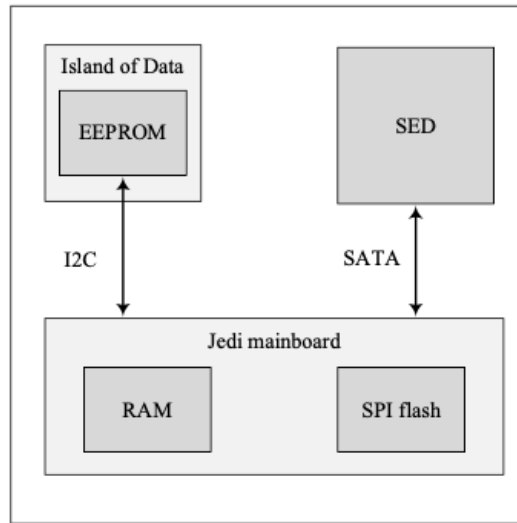 Island of Data
EEPROM
SED
I2C
SATA
Jedi mainboard
RAM
SPI flash